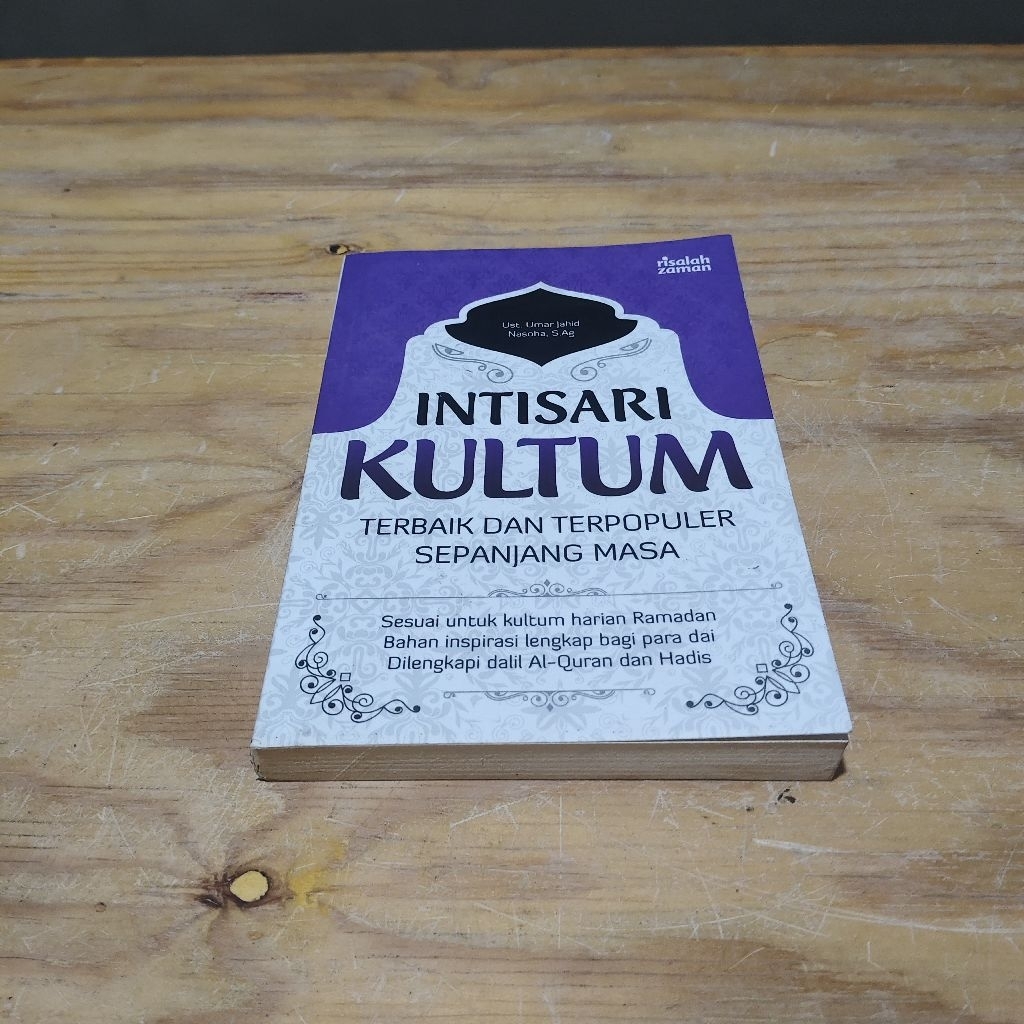 risalah
zaman
Ust. Umar Jahid
Nasoha, S.Ag
INTISARI
KULTUM
TERBAIK DAN TERPOPULER
SEPANJANG MASA
Sesuai untuk kultum harian Ramadan
Bahan inspirasi lengkap bagi para dai
Dilengkapi dalil Al-Quran dan Hadis